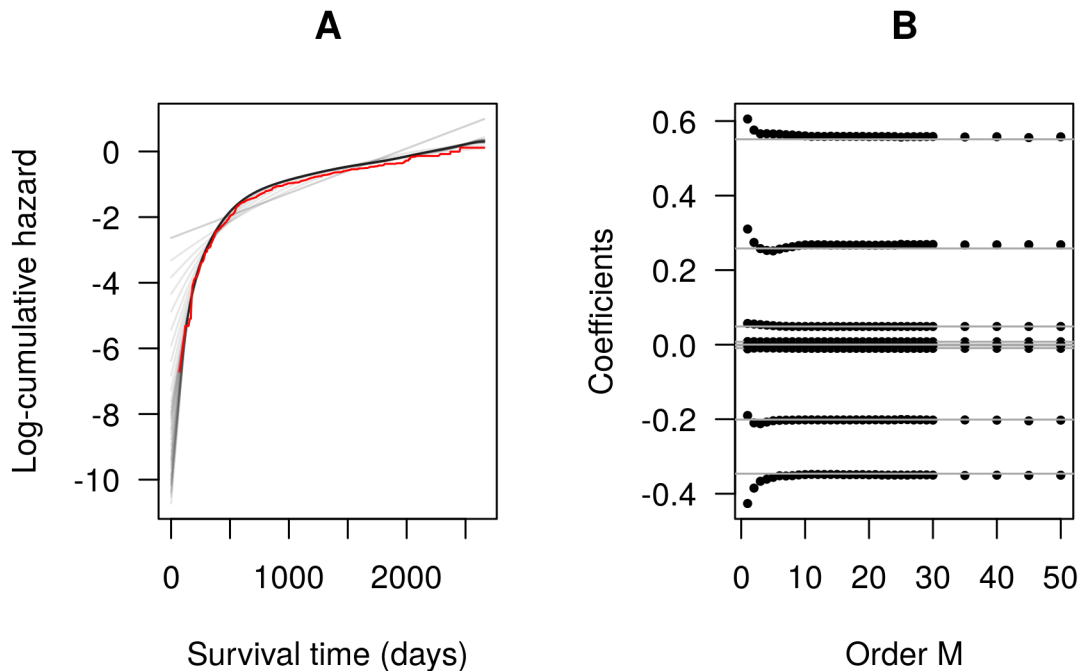 A
Log-cumulative hazard
0
-2
-4
-6
-8
-10
0 1000 2000
Survival time (days)
B
Coefficients
0.6
0.4
0.2
0.0
-0.2
-0.4
0 10 20 30 40 50
Order M